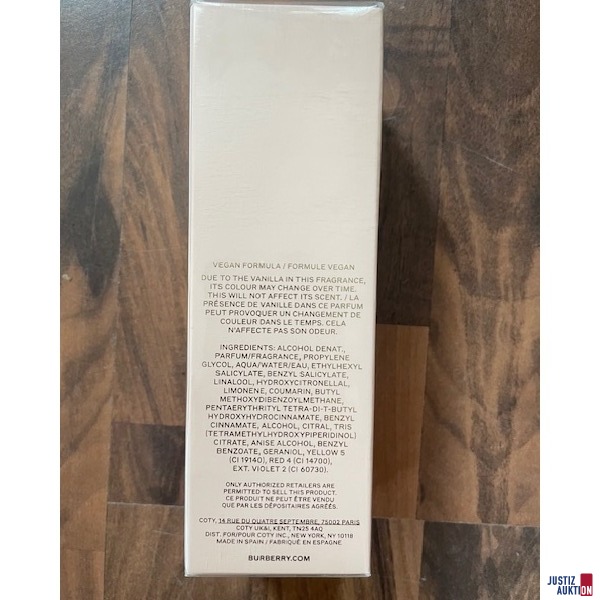 VEGAN FORMULA / FORMULE VEGAN
DUE TO THE VANILLA IN THIS FRAGRANCE,
ITS COLOUR MAY CHANGE OVER TIME.
THIS WILL NOT AFFECT ITS SCENT. / LA
PRÉSENCE DE VANILLE DANS CE PARFUM
PEUT PROVOQUER UN CHANGEMENT DE
COULEUR DANS LE TEMPS. CELA
N'AFFECTE PAS SON ODEUR.
INGREDIENTS: ALCOHOL DENAT.,
PARFUM/FRAGRANCE, PROPYLENE
GLYCOL, AQUA/WATER/EAU, ETHYLHEXYL
SALICYLATE, BENZYL SALICYLATE,
LINALOOL, HYDROXYCITRONELLAL,
LIMONENE, COUMARIN, BUTYL
METHOXYDIBENZOYLMETHANE,
PENTAERYTHRITYL TETRA-DI-T-BUTYL
HYDROXYHYDROCINNAMATE, BENZYL
CINNAMATE, ALCOHOL, CITRAL, TRIS
(TETRAMETHYLHYDROXYPIPERIDINOL)
CITRATE, ANISE ALCOHOL, BENZYL
BENZOATE, GERANIOL, YELLOW 5
(CI 19140), RED 4 (CI 14700),
EXT. VIOLET 2 (CI 60730).
ONLY AUTHORIZED RETAILERS ARE
PERMITTED TO SELL THIS PRODUCT.
CE PRODUIT NE PEUT ÊTRE VENDU
QUE PAR LES DÉPOSITAIRES AGRÉÉS.
COTY, 14 RUE DU QUATRE SEPTEMBRE, 75002 PARIS
COTY UK&I, KENT, TN25 4AQ
DIST. FOR/POUR COTY INC., NEW YORK, NY 10118
MADE IN SPAIN / FABRIQUÉ EN ESPAGNE
BURBERRY.COM
JUSTIZ
AUKTION